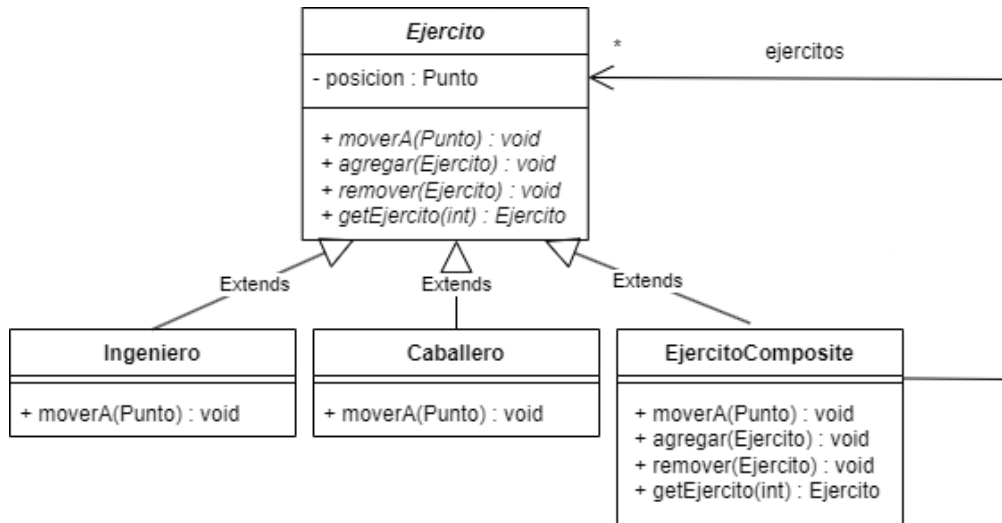 Ejercito
* ejercitos
- posicion : Punto
+ moverA(Punto) : void
+ agregar(Ejercito) : void
+ remover(Ejercito) : void
+ getEjercito(int) : Ejercito
Extends
Extends
Extends
Ingeniero
+ moverA(Punto) : void
Caballero
+ moverA(Punto) : void
EjercitoComposite
+ moverA(Punto) : void
+ agregar(Ejercito) : void
+ remover(Ejercito) : void
+ getEjercito(int) : Ejercito